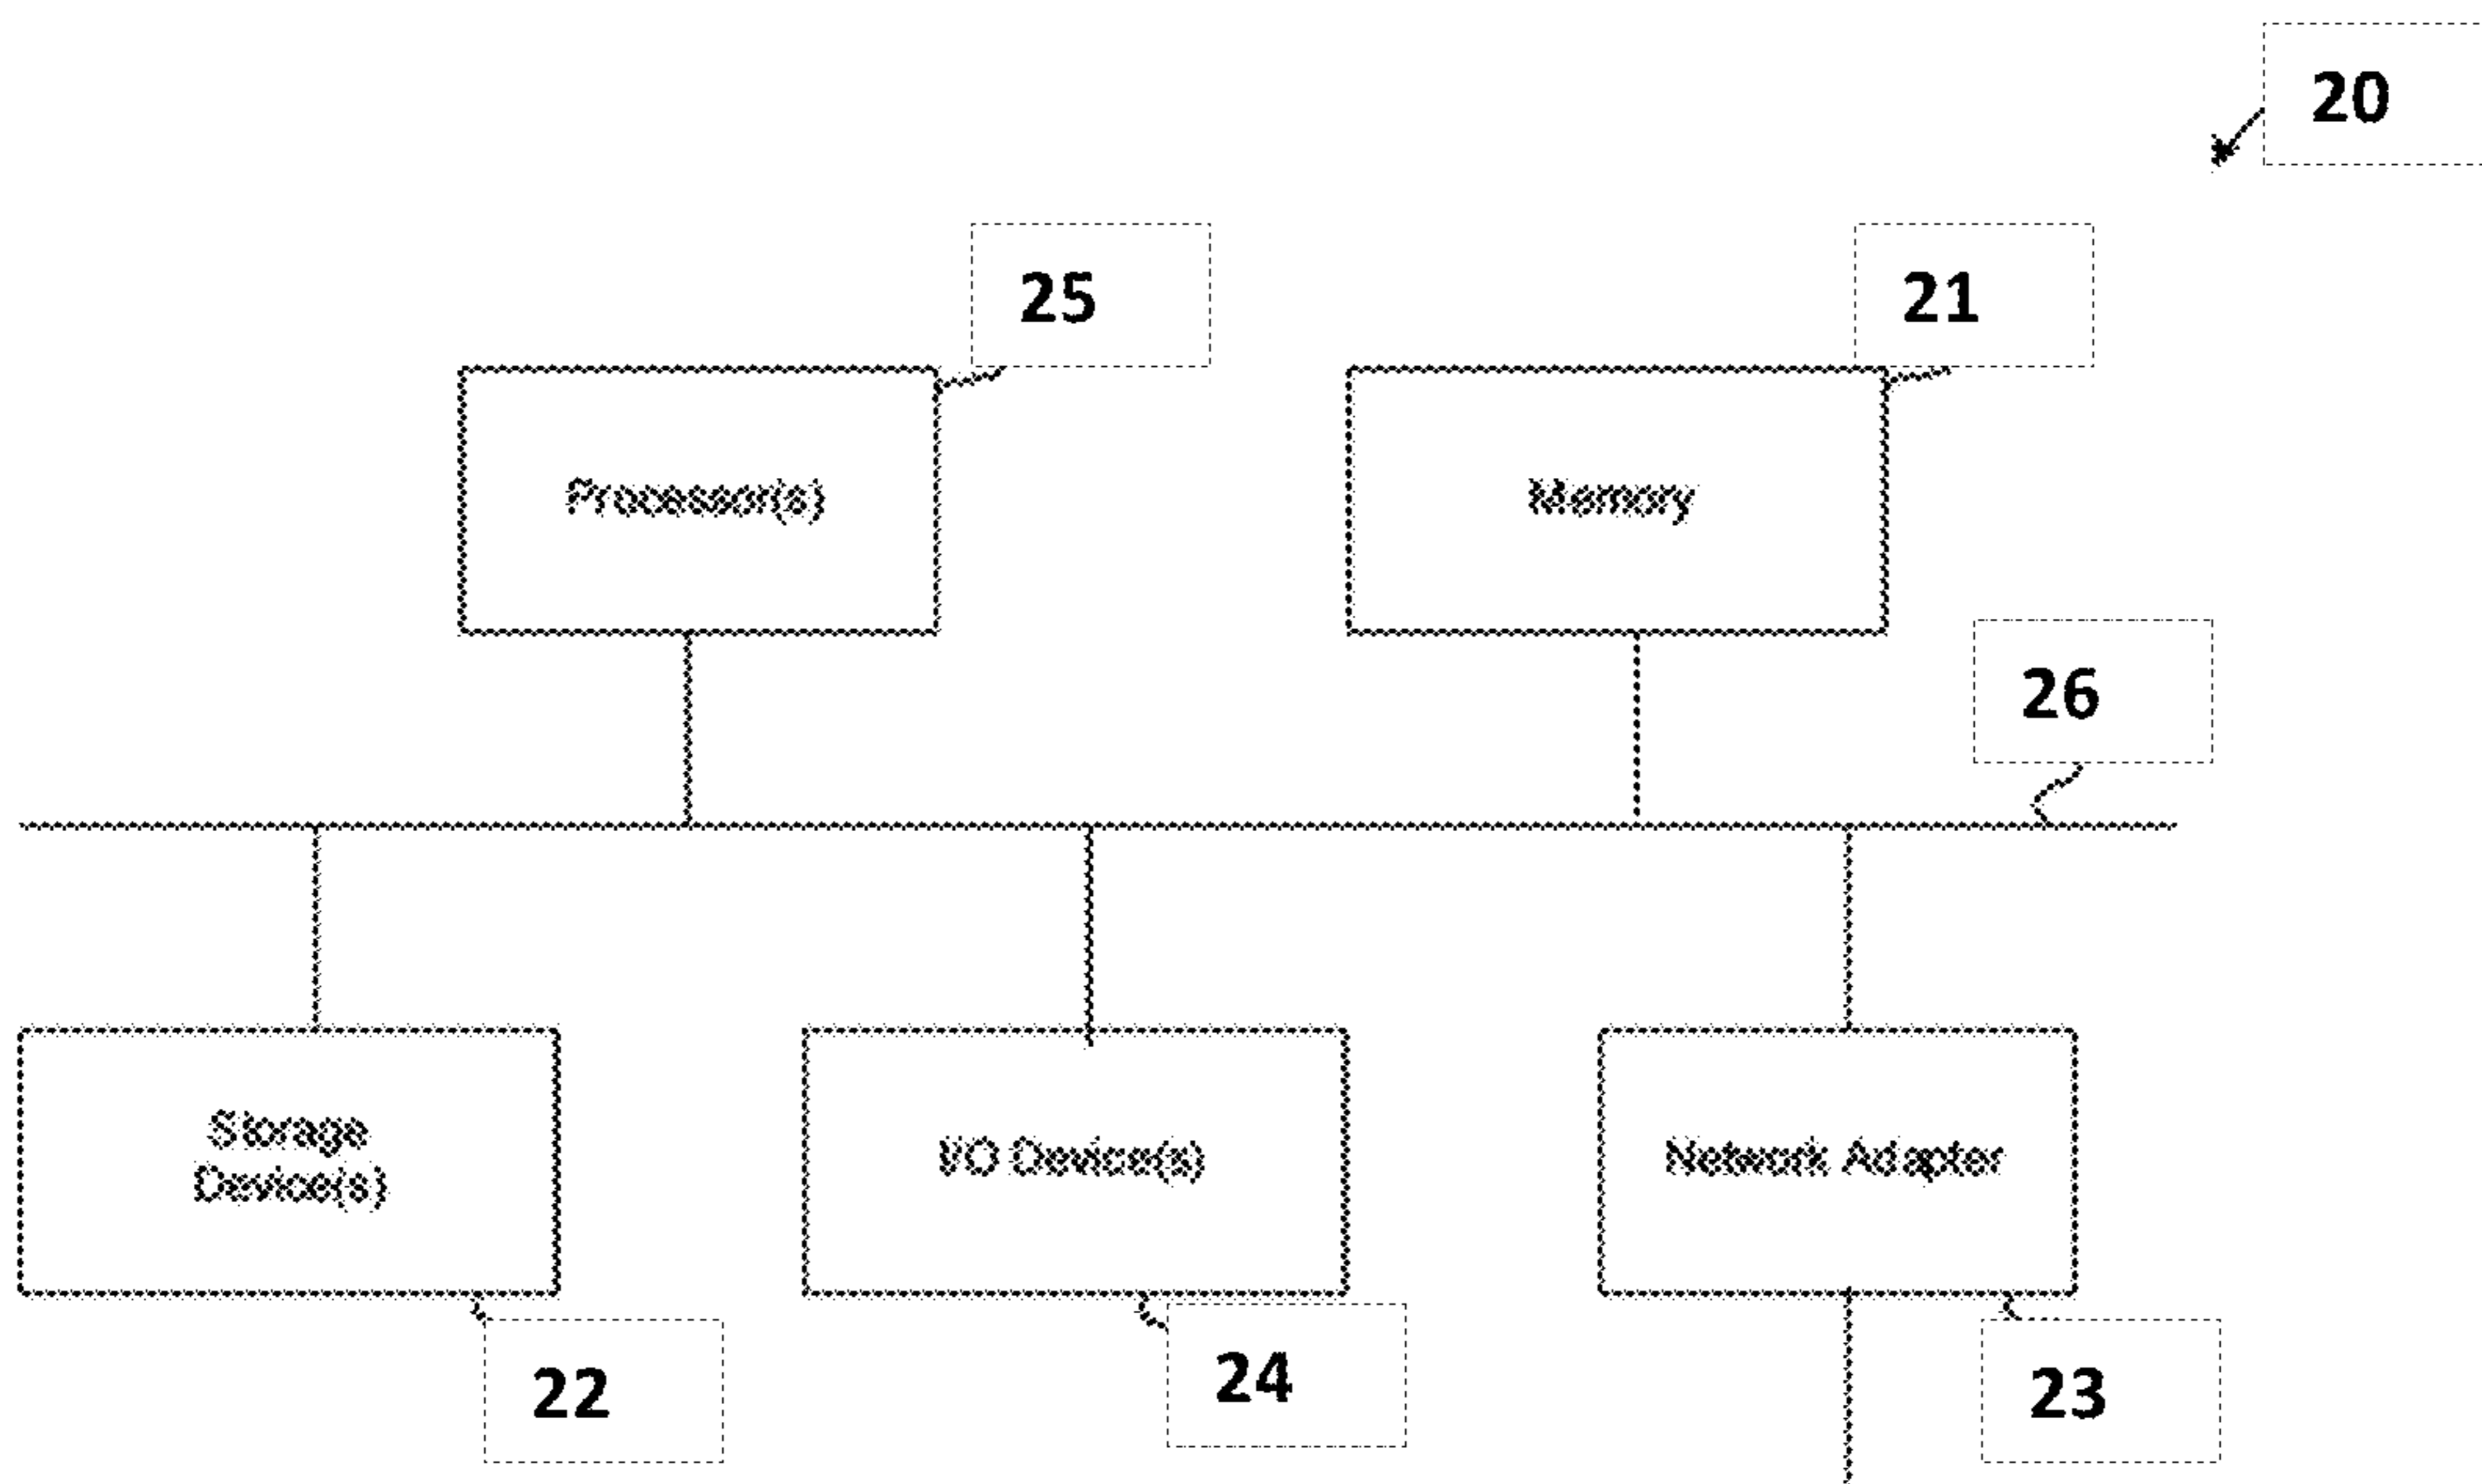 20
25
21
Processor(s)
Memory
26
Storage
Device(s)
I/O Device(s)
Network Adapter
22
24
23